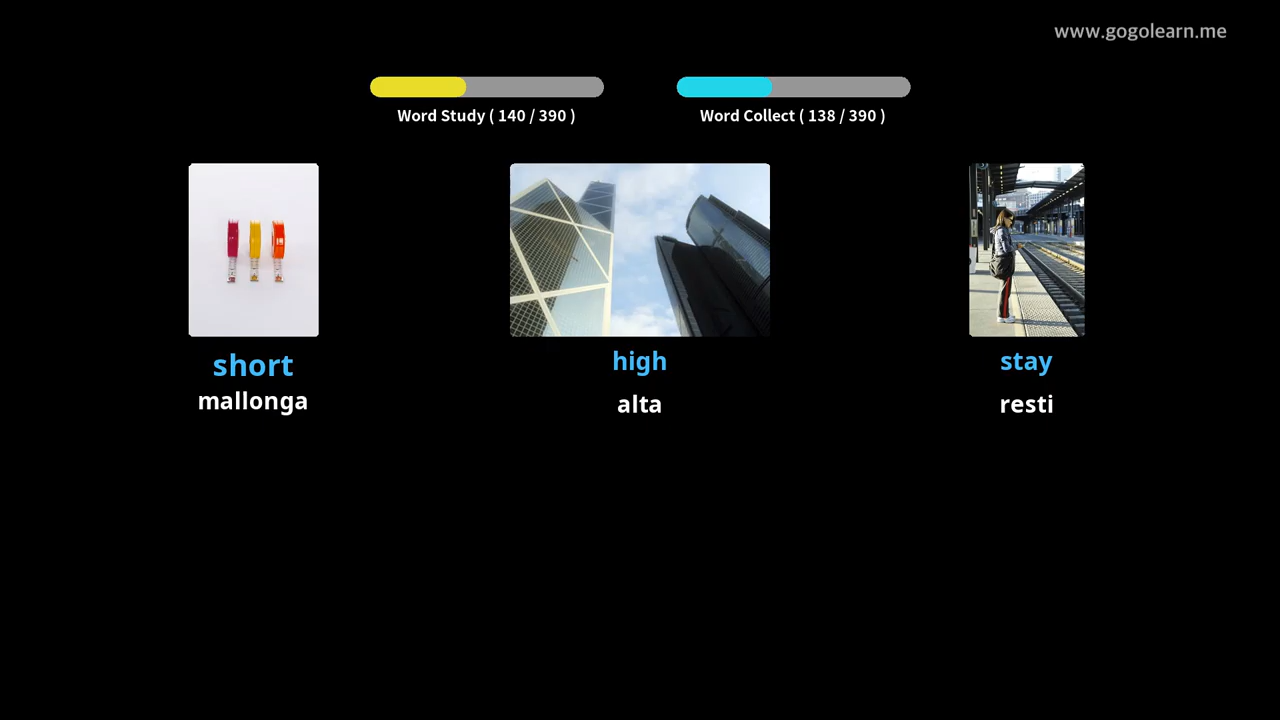 www.gogolearn.me
Word Study ( 140 / 390 )
Word Collect ( 138 / 390 )
short
mallonga
high
alta
stay
resti